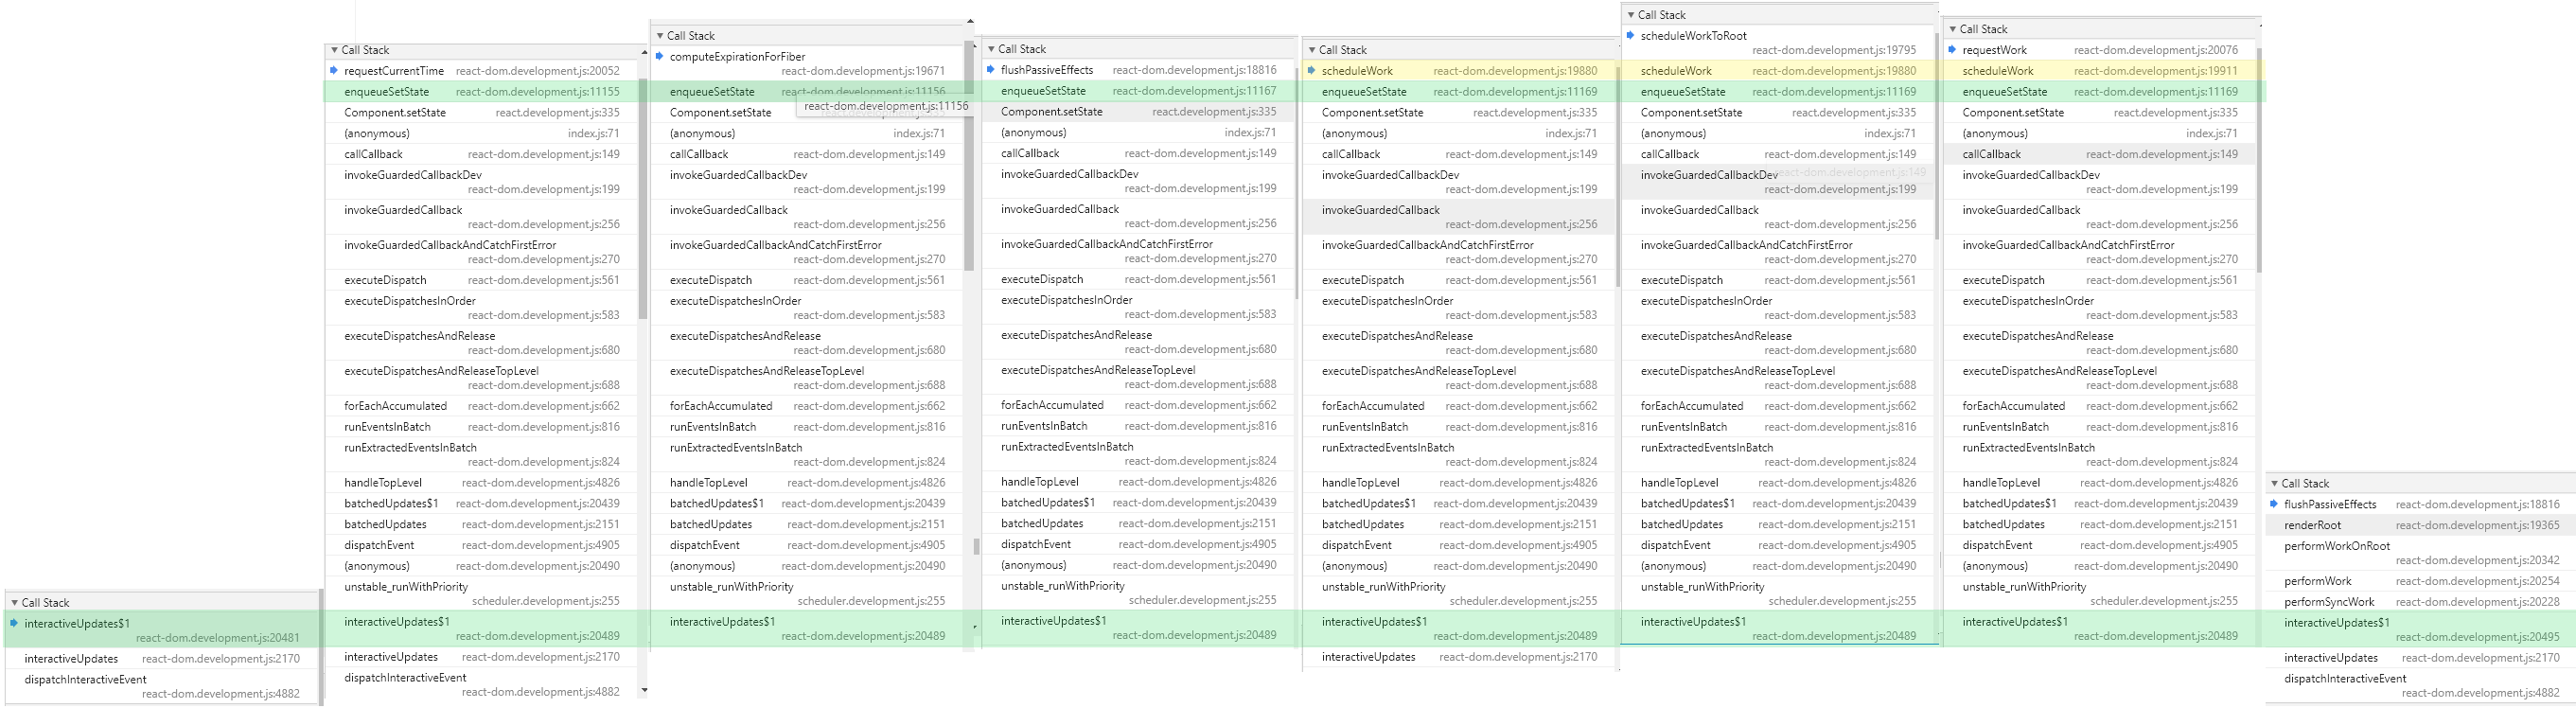 Call Stack
interactiveUpdates$1
react-dom.development.js:20481
interactiveUpdates react-dom.development.js:2170
dispatchInteractiveEvent
react-dom.development.js:4882
Call Stack
requestCurrentTime react-dom.development.js:20052
enqueueSetState react-dom.development.js:11155
Component.setState react.development.js:335
(anonymous) index.js:71
callCallback react-dom.development.js:149
invokeGuardedCallbackDev
react-dom.development.js:199
invokeGuardedCallback
react-dom.development.js:256
invokeGuardedCallbackAndCatchFirstError
react-dom.development.js:270
executeDispatch react-dom.development.js:561
executeDispatchesInOrder
react-dom.development.js:583
executeDispatchesAndRelease
react-dom.development.js:680
executeDispatchesAndReleaseTopLevel
react-dom.development.js:688
forEachAccumulated react-dom.development.js:662
runEventsInBatch react-dom.development.js:816
runExtractedEventsInBatch
react-dom.development.js:824
handleTopLevel react-dom.development.js:4826
batchedUpdates$1 react-dom.development.js:20439
batchedUpdates react-dom.development.js:2151
dispatchEvent react-dom.development.js:4905
(anonymous) react-dom.development.js:20490
unstable_runWithPriority
scheduler.development.js:255
interactiveUpdates$1
react-dom.development.js:20489
interactiveUpdates react-dom.development.js:2170
dispatchInteractiveEvent
react-dom.development.js:4882
Call Stack
computeExpirationForFiber
react-dom.development.js:19671
enqueueSetState react-dom.development.js:11156
react-dom.development.js:11156
Component.setState
(anonymous) index.js:71
callCallback react-dom.development.js:149
invokeGuardedCallbackDev
react-dom.development.js:199
invokeGuardedCallback
react-dom.development.js:256
invokeGuardedCallbackAndCatchFirstError
react-dom.development.js:270
executeDispatch react-dom.development.js:561
executeDispatchesInOrder
react-dom.development.js:583
executeDispatchesAndRelease
react-dom.development.js:680
executeDispatchesAndReleaseTopLevel
react-dom.development.js:688
forEachAccumulated react-dom.development.js:662
runEventsInBatch react-dom.development.js:816
runExtractedEventsInBatch
react-dom.development.js:824
handleTopLevel react-dom.development.js:4826
batchedUpdates$1 react-dom.development.js:20439
batchedUpdates react-dom.development.js:2151
dispatchEvent react-dom.development.js:4905
(anonymous) react-dom.development.js:20490
unstable_runWithPriority
scheduler.development.js:255
interactiveUpdates$1
react-dom.development.js:20489
Call Stack
flushPassiveEffects react-dom.development.js:18816
enqueueSetState react-dom.development.js:11167
Component.setState react.development.js:335
(anonymous) index.js:71
callCallback react-dom.development.js:149
invokeGuardedCallbackDev
react-dom.development.js:199
invokeGuardedCallback
react-dom.development.js:256
invokeGuardedCallbackAndCatchFirstError
react-dom.development.js:270
executeDispatch react-dom.development.js:561
executeDispatchesInOrder
react-dom.development.js:583
executeDispatchesAndRelease
react-dom.development.js:680
executeDispatchesAndReleaseTopLevel
react-dom.development.js:688
forEachAccumulated react-dom.development.js:662
runEventsInBatch react-dom.development.js:816
runExtractedEventsInBatch
react-dom.development.js:824
handleTopLevel react-dom.development.js:4826
batchedUpdates$1 react-dom.development.js:20439
batchedUpdates react-dom.development.js:2151
dispatchEvent react-dom.development.js:4905
(anonymous) react-dom.development.js:20490
unstable_runWithPriority
scheduler.development.js:255
interactiveUpdates$1
react-dom.development.js:20489
Call Stack
scheduleWork react-dom.development.js:19880
enqueueSetState react-dom.development.js:11169
Component.setState react.development.js:335
(anonymous) index.js:71
callCallback react-dom.development.js:149
invokeGuardedCallbackDev
react-dom.development.js:199
invokeGuardedCallback
react-dom.development.js:256
invokeGuardedCallbackAndCatchFirstError
react-dom.development.js:270
executeDispatch react-dom.development.js:561
executeDispatchesInOrder
react-dom.development.js:583
executeDispatchesAndRelease
react-dom.development.js:680
executeDispatchesAndReleaseTopLevel
react-dom.development.js:688
forEachAccumulated react-dom.development.js:662
runEventsInBatch react-dom.development.js:816
runExtractedEventsInBatch
react-dom.development.js:824
handleTopLevel react-dom.development.js:4826
batchedUpdates$1 react-dom.development.js:20439
batchedUpdates react-dom.development.js:2151
dispatchEvent react-dom.development.js:4905
(anonymous) react-dom.development.js:20490
unstable_runWithPriority
scheduler.development.js:255
interactiveUpdates$1
react-dom.development.js:20489
interactiveUpdates react-dom.development.js:2170
Call Stack
scheduleWorkToRoot
react-dom.development.js:19795
scheduleWork react-dom.development.js:19880
enqueueSetState react-dom.development.js:11169
Component.setState react.development.js:335
(anonymous) index.js:71
callCallback react-dom.development.js:149
invokeGuardedCallbackDev react-dom.development.js:149
react-dom.development.js:199
invokeGuardedCallback
react-dom.development.js:256
invokeGuardedCallbackAndCatchFirstError
react-dom.development.js:270
executeDispatch react-dom.development.js:561
executeDispatchesInOrder
react-dom.development.js:583
executeDispatchesAndRelease
react-dom.development.js:680
executeDispatchesAndReleaseTopLevel
react-dom.development.js:688
forEachAccumulated react-dom.development.js:662
runEventsInBatch react-dom.development.js:816
runExtractedEventsInBatch
react-dom.development.js:824
handleTopLevel react-dom.development.js:4826
batchedUpdates$1 react-dom.development.js:20439
batchedUpdates react-dom.development.js:2151
dispatchEvent react-dom.development.js:4905
(anonymous) react-dom.development.js:20490
unstable_runWithPriority
scheduler.development.js:255
interactiveUpdates$1
react-dom.development.js:20489
Call Stack
requestWork react-dom.development.js:20076
scheduleWork react-dom.development.js:19911
enqueueSetState react-dom.development.js:11169
Component.setState react.development.js:335
(anonymous) index.js:71
callCallback react-dom.development.js:149
invokeGuardedCallbackDev
react-dom.development.js:199
invokeGuardedCallback
react-dom.development.js:256
invokeGuardedCallbackAndCatchFirstError
react-dom.development.js:270
executeDispatch react-dom.development.js:561
executeDispatchesInOrder
react-dom.development.js:583
executeDispatchesAndRelease
react-dom.development.js:680
executeDispatchesAndReleaseTopLevel
react-dom.development.js:688
forEachAccumulated react-dom.development.js:662
runEventsInBatch react-dom.development.js:816
runExtractedEventsInBatch
react-dom.development.js:824
handleTopLevel react-dom.development.js:4826
batchedUpdates$1 react-dom.development.js:20439
batchedUpdates react-dom.development.js:2151
dispatchEvent react-dom.development.js:4905
(anonymous) react-dom.development.js:20490
unstable_runWithPriority
scheduler.development.js:255
interactiveUpdates$1
react-dom.development.js:20489
Call Stack
flushPassiveEffects react-dom.development.js:18816
renderRoot react-dom.development.js:19365
performWorkOnRoot
react-dom.development.js:20342
performWork react-dom.development.js:20254
performSyncWork react-dom.development.js:20228
interactiveUpdates$1
react-dom.development.js:20495
interactiveUpdates react-dom.development.js:2170
dispatchInteractiveEvent
react-dom.development.js:4882